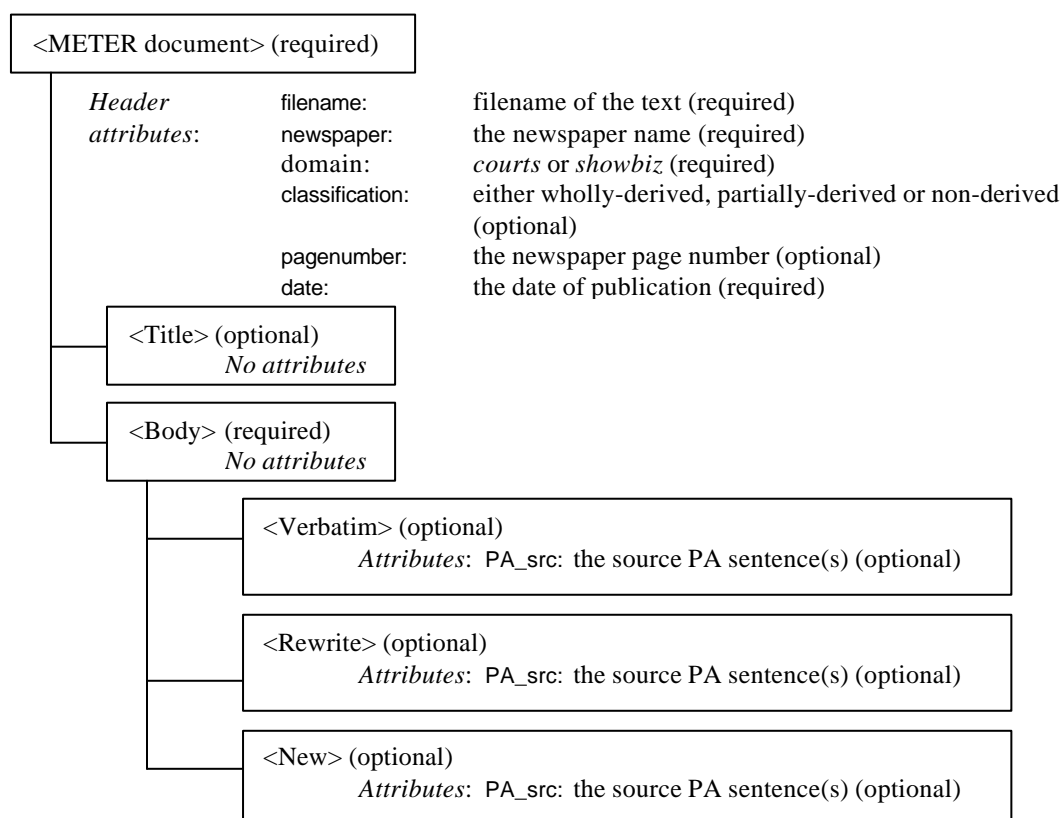 <METER document> (required)
Header attributes:
filename: filename of the text (required)
newspaper: the newspaper name (required)
domain: courts or showbiz (required)
classification: either wholly-derived, partially-derived or non-derived
(optional)
pagenumber: the newspaper page number (optional)
date: the date of publication (required)
<Title> (optional)
No attributes
<Body> (required)
No attributes
<Verbatim> (optional)
Attributes: PA_src: the source PA sentence(s) (optional)
<Rewrite> (optional)
Attributes: PA_src: the source PA sentence(s) (optional)
<New> (optional)
Attributes: PA_src: the source PA sentence(s) (optional)